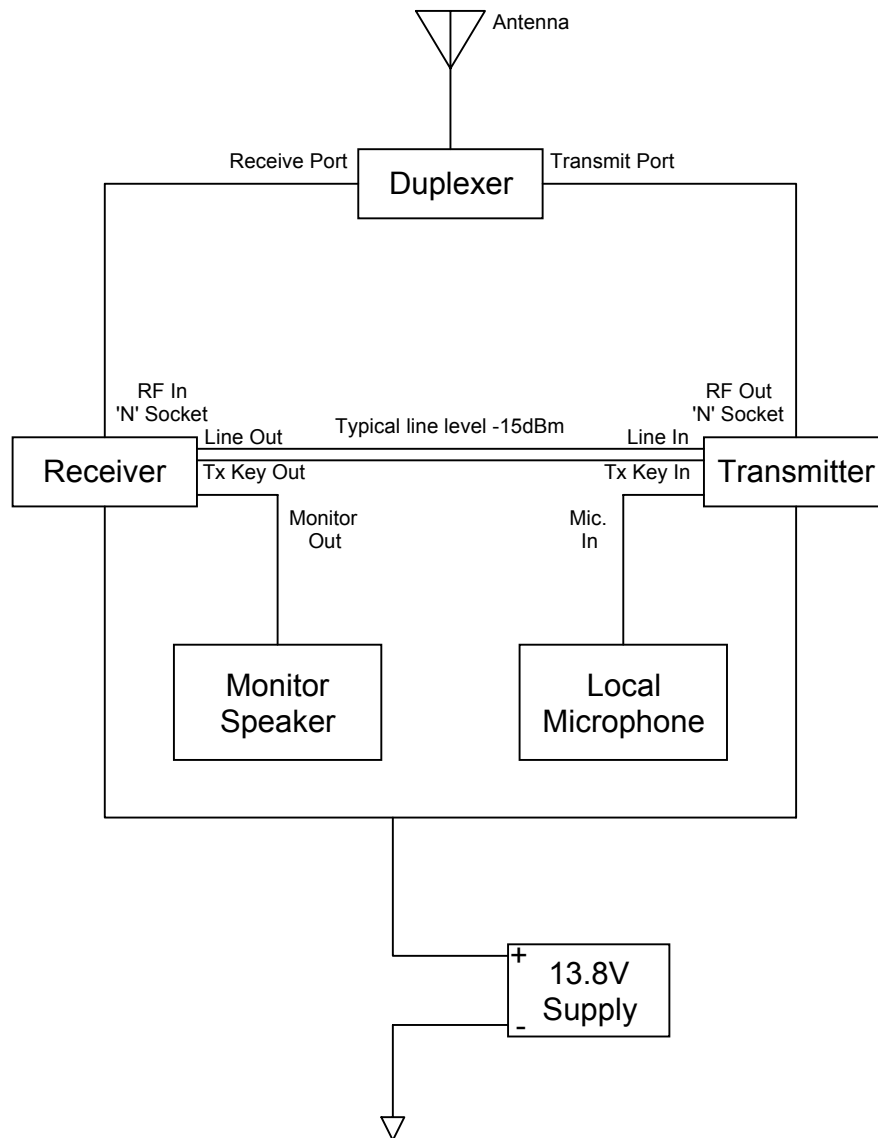 Antenna
Receive Port
Duplexer
Transmit Port
RF In
'N' Socket
RF Out
'N' Socket
Receiver
Line Out
Typical line level -15dBm
Line In
Transmitter
Tx Key Out
Tx Key In
Monitor
Out
Mic.
In
Monitor
Speaker
Local
Microphone
+
13.8V
Supply
-